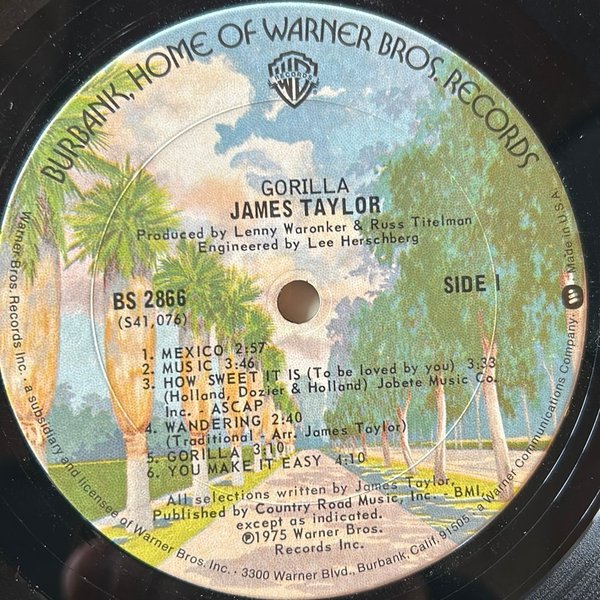 BURBANK, HOME OF WARNER BROS. RECORDS
WB
RECORDS
GORILLA
JAMES TAYLOR
Produced by Lenny Waronker & Russ Titelman
Engineered by Lee Herschberg
BS 2866
(S41,076)
SIDE 1
1. MEXICO 2:57
2. MUSIC 3:46
3. HOW SWEET IT IS (To be loved by you) 3:33
(Holland, Dozier & Holland) Jobete Music Co.
Inc. ASCAP
4. WANDERING 2:40
(Traditional - Arr. James Taylor)
5. GORILLA 3:10
6. YOU MAKE IT EASY 4:10
All selections written by James Taylor,
Published by Country Road Music, Inc. - BMI,
except as indicated.
℗1975 Warner Bros.
Records Inc.
Warner Bros. Records Inc. · a subsidiary and licensee of Warner Bros. Inc. · 3300 Warner Blvd., Burbank, Calif. 91505 · a Warner Communications Company. Made in U.S.A.